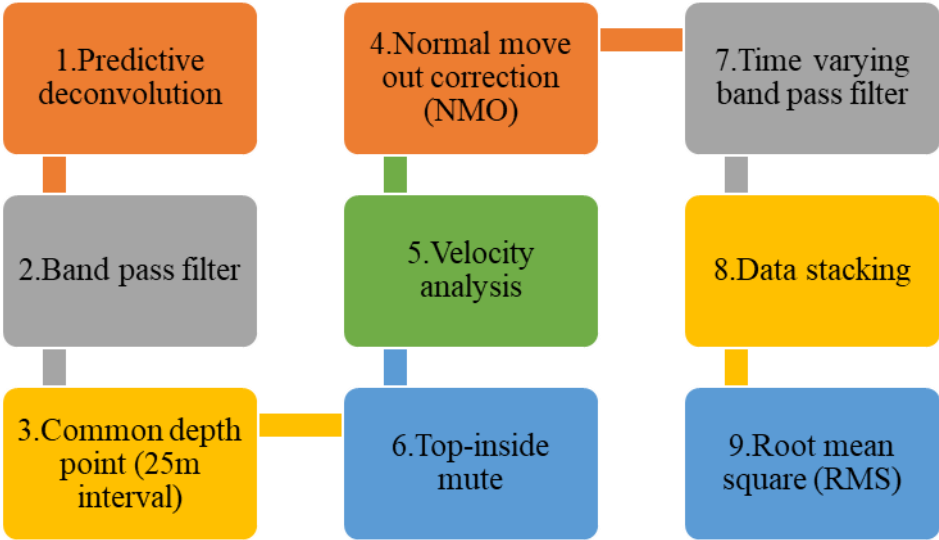 1.Predictive
deconvolution
2.Band pass filter
3.Common depth
point (25m
interval)
4.Normal move
out correction
(NMO)
5.Velocity
analysis
6.Top-inside
mute
7.Time varying
band pass filter
8.Data stacking
9.Root mean
square (RMS)